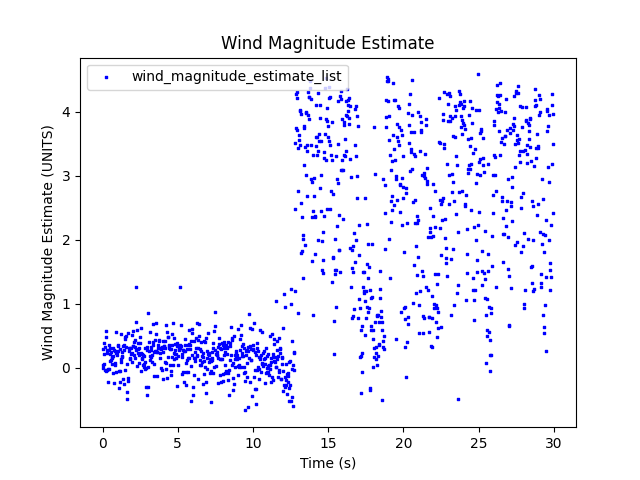 Wind Magnitude Estimate
wind_magnitude_estimate_list
Wind Magnitude Estimate (UNITS)
4
3
2
1
0
0 5 10 15 20 25 30
Time (s)